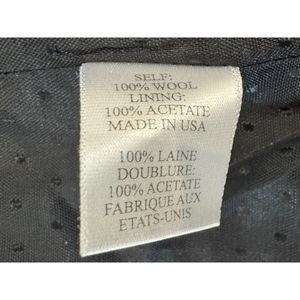 SELF:
100% WOOL
LINING:
100% ACETATE
MADE IN USA
100% LAINE
DOUBLURE:
100% ACETATE
FABRIQUE AUX
ETATS-UNIS